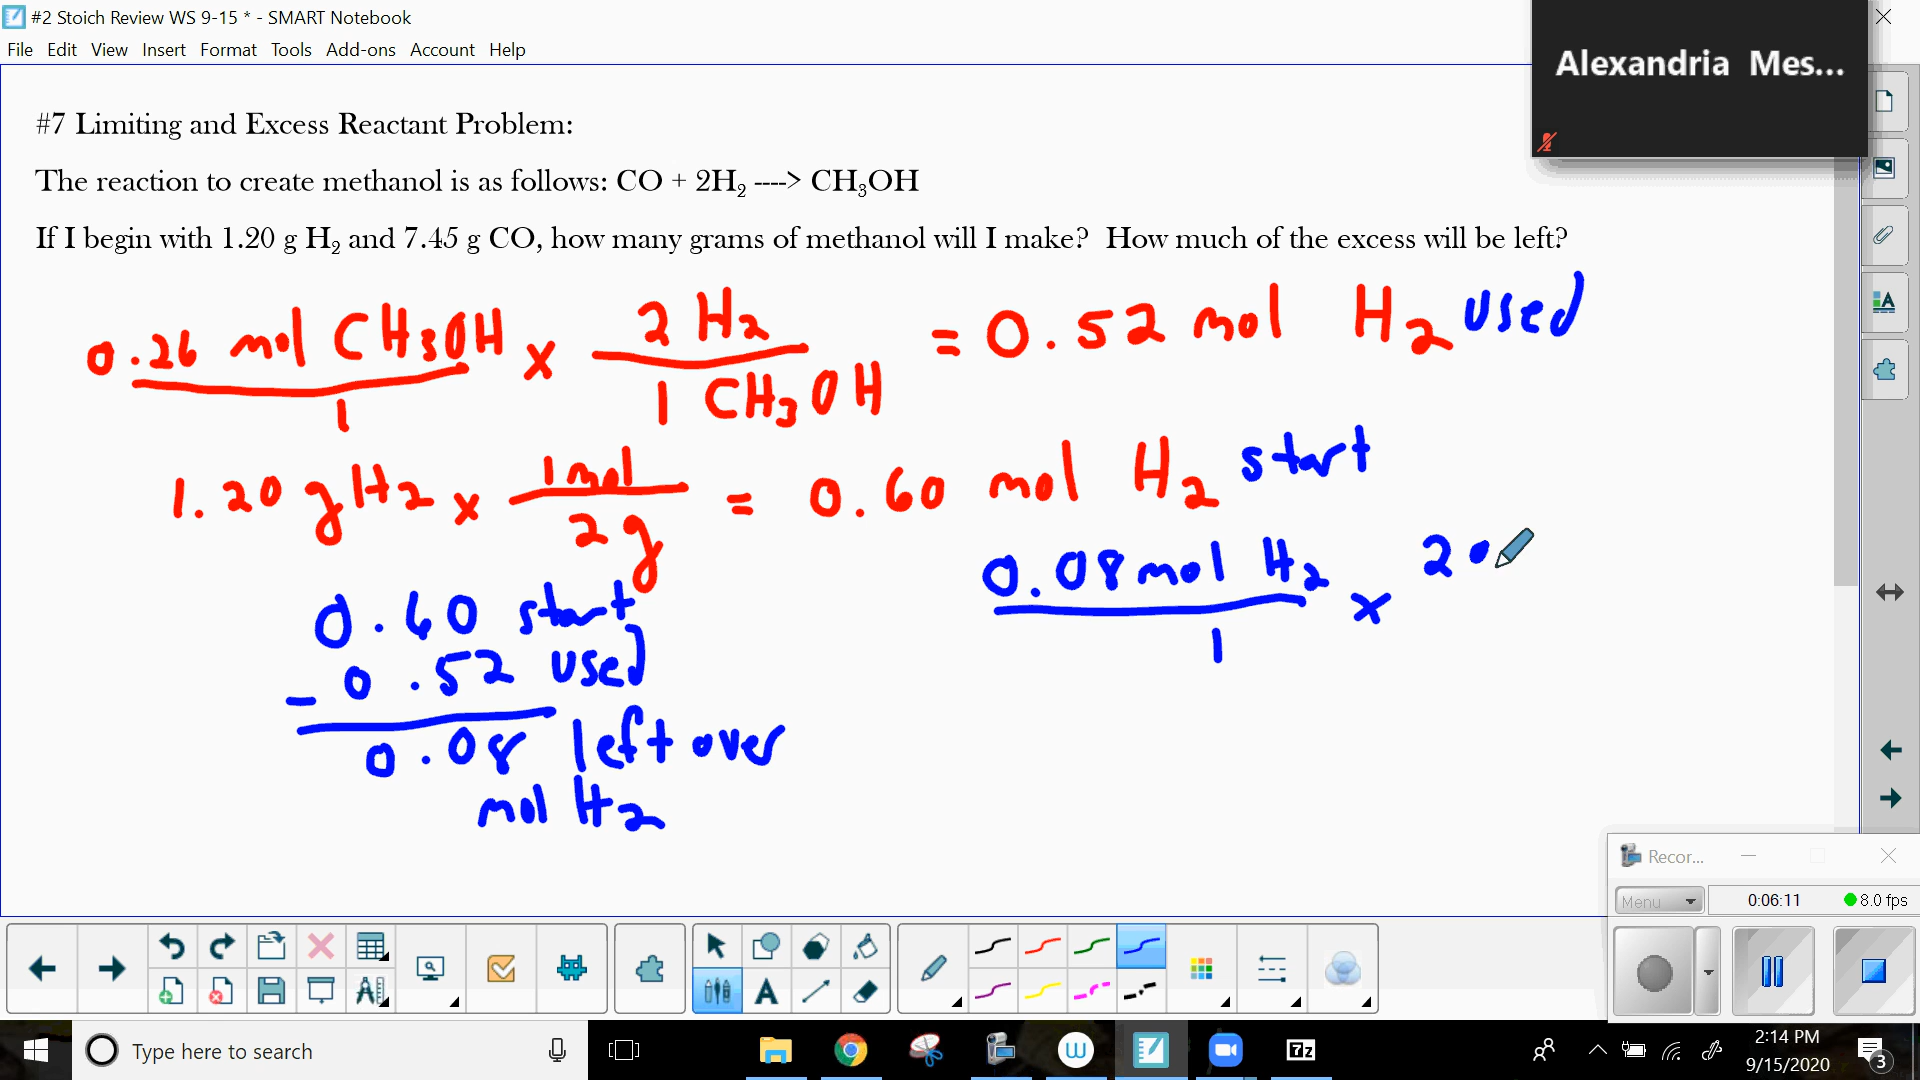 #2 Stoich Review WS 9-15 * - SMART Notebook
File Edit View Insert Format Tools Add-ons Account Help
Alexandria Mes...
#7 Limiting and Excess Reactant Problem:
The reaction to create methanol is as follows: CO + 2H₂ ----> CH₃OH
If I begin with 1.20 g H₂ and 7.45 g CO, how many grams of methanol will I make? How much of the excess will be left?
0.26 mol CH₃OH x 2 H₂ = 0.52 mol H₂ used
1 1 CH₃OH
1.20 g H₂ x 1 mol = 0.60 mol H₂ start
2 g
0.08 mol H₂ x 2
1
0.60 start
- 0.52 used
0.08 left over
mol H₂
Recor...
Menu 0:06:11 8.0 fps
A
A
Type here to search
W
7z
2:14 PM
9/15/2020
3